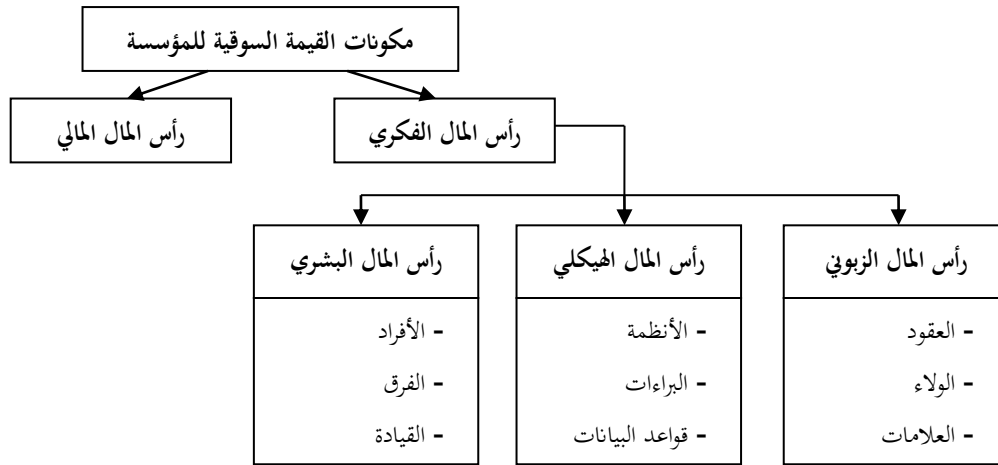 مكونات القيمة السوقية للمؤسسة
رأس المال الفكري
رأس المال المالي
رأس المال الزبوني
- العقود
- الولاء
- العلامات
رأس المال الهيكلي
- الأنظمة
- البراءات
- قواعد البيانات
رأس المال البشري
- الأفراد
- الفرق
- القيادة